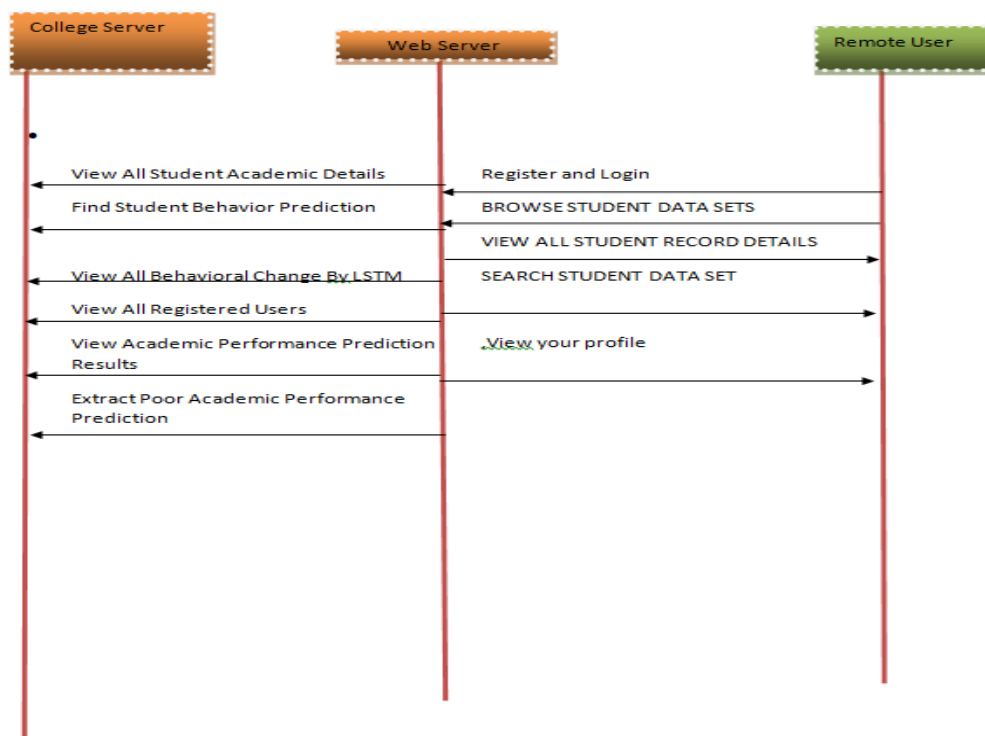 College Server
Web Server
Remote User
View All Student Academic Details
Register and Login
Find Student Behavior Prediction
BROWSE STUDENT DATA SETS
VIEW ALL STUDENT RECORD DETAILS
View All Behavioral Change By LSTM
SEARCH STUDENT DATA SET
View All Registered Users
View Academic Performance Prediction
Results
.View your profile
Extract Poor Academic Performance
Prediction